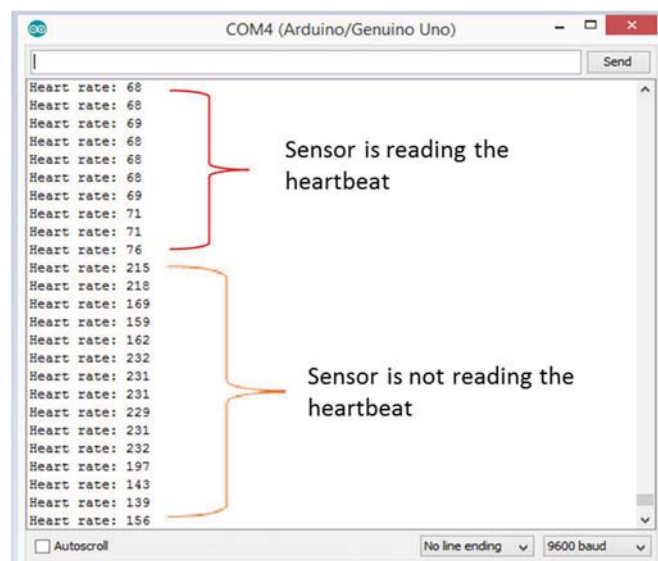 COM4 (Arduino/Genuino Uno)
Send
Heart rate: 68
Heart rate: 68
Heart rate: 69
Heart rate: 68
Heart rate: 68
Heart rate: 68
Heart rate: 69
Heart rate: 71
Heart rate: 71
Heart rate: 76
Sensor is reading the
heartbeat
Heart rate: 215
Heart rate: 218
Heart rate: 169
Heart rate: 159
Heart rate: 162
Heart rate: 232
Heart rate: 231
Heart rate: 231
Heart rate: 229
Heart rate: 231
Heart rate: 232
Heart rate: 197
Heart rate: 143
Heart rate: 139
Heart rate: 156
Sensor is not reading the
heartbeat
Autoscroll
No line ending
9600 baud